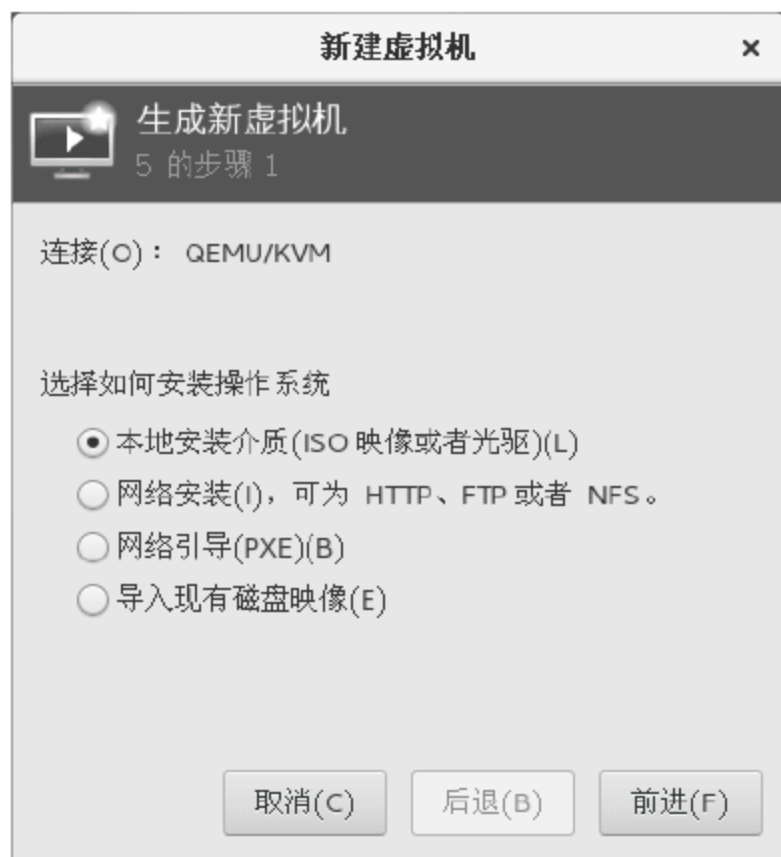 新建虚拟机 ×
生成新虚拟机
5 的步骤 1
连接(O)： QEMU/KVM
选择如何安装操作系统
本地安装介质(ISO 映像或者光驱)(L)
网络安装(I)，可为 HTTP、FTP 或者 NFS。
网络引导(PXE)(B)
导入现有磁盘映像(E)
取消(C) 后退(B) 前进(F)